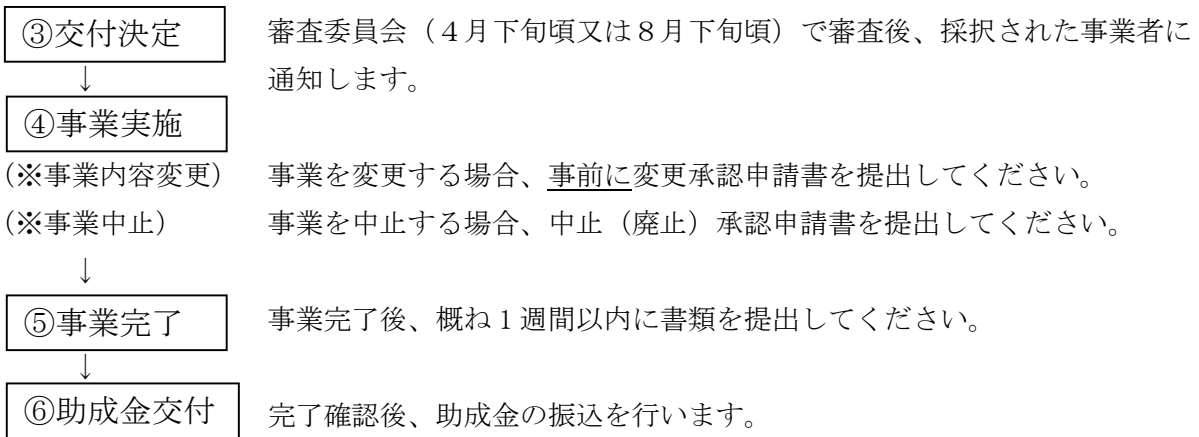 ③交付決定 審査委員会（４月下旬頃又は８月下旬頃）で審査後、採択された事業者に
↓ 通知します。
④事業実施
(※事業内容変更) 事業を変更する場合、事前に変更承認申請書を提出してください。
(※事業中止) 事業を中止する場合、中止（廃止）承認申請書を提出してください。
↓
⑤事業完了 事業完了後、概ね１週間以内に書類を提出してください。
↓
⑥助成金交付 完了確認後、助成金の振込を行います。